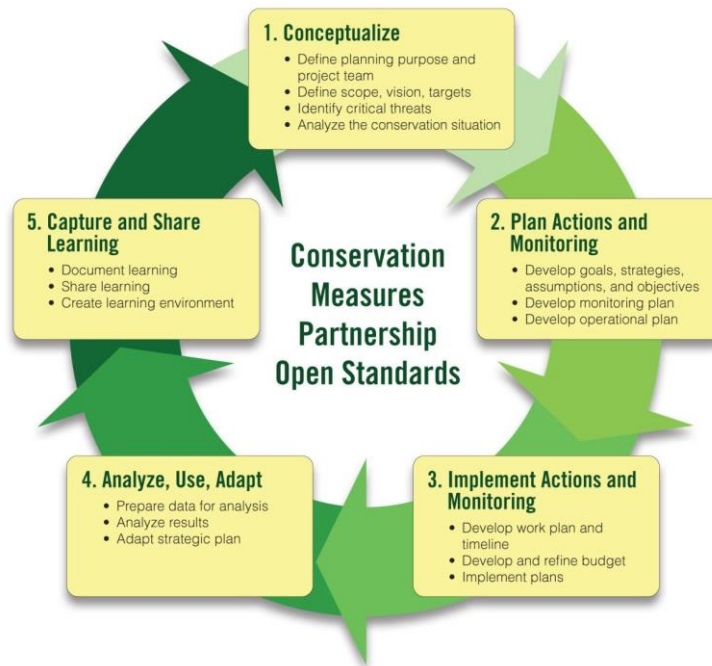 1. Conceptualize
• Define planning purpose and
project team
• Define scope, vision, targets
• Identify critical threats
• Analyze the conservation situation
2. Plan Actions and
Monitoring
• Develop goals, strategies,
assumptions, and objectives
• Develop monitoring plan
• Develop operational plan
3. Implement Actions and
Monitoring
• Develop work plan and
timeline
• Develop and refine budget
• Implement plans
4. Analyze, Use, Adapt
• Prepare data for analysis
• Analyze results
• Adapt strategic plan
5. Capture and Share
Learning
• Document learning
• Share learning
• Create learning environment
Conservation
Measures
Partnership
Open Standards